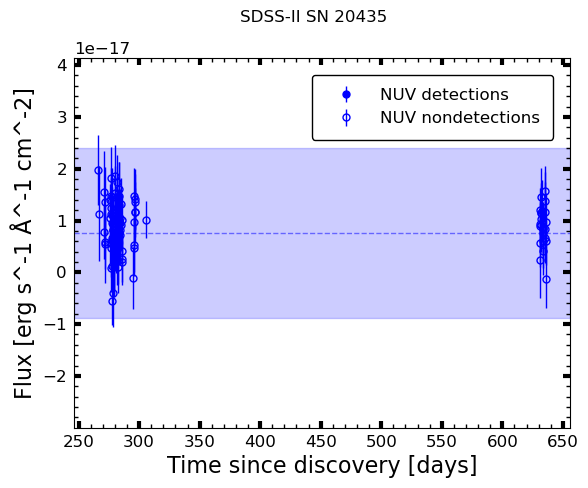 SDSS-II SN 20435
1e−17
NUV detections
NUV nondetections
4
3
2
1
0
−1
−2
Flux [erg s^-1 Å^-1 cm^-2]
250 300 350 400 450 500 550 600 650
Time since discovery [days]